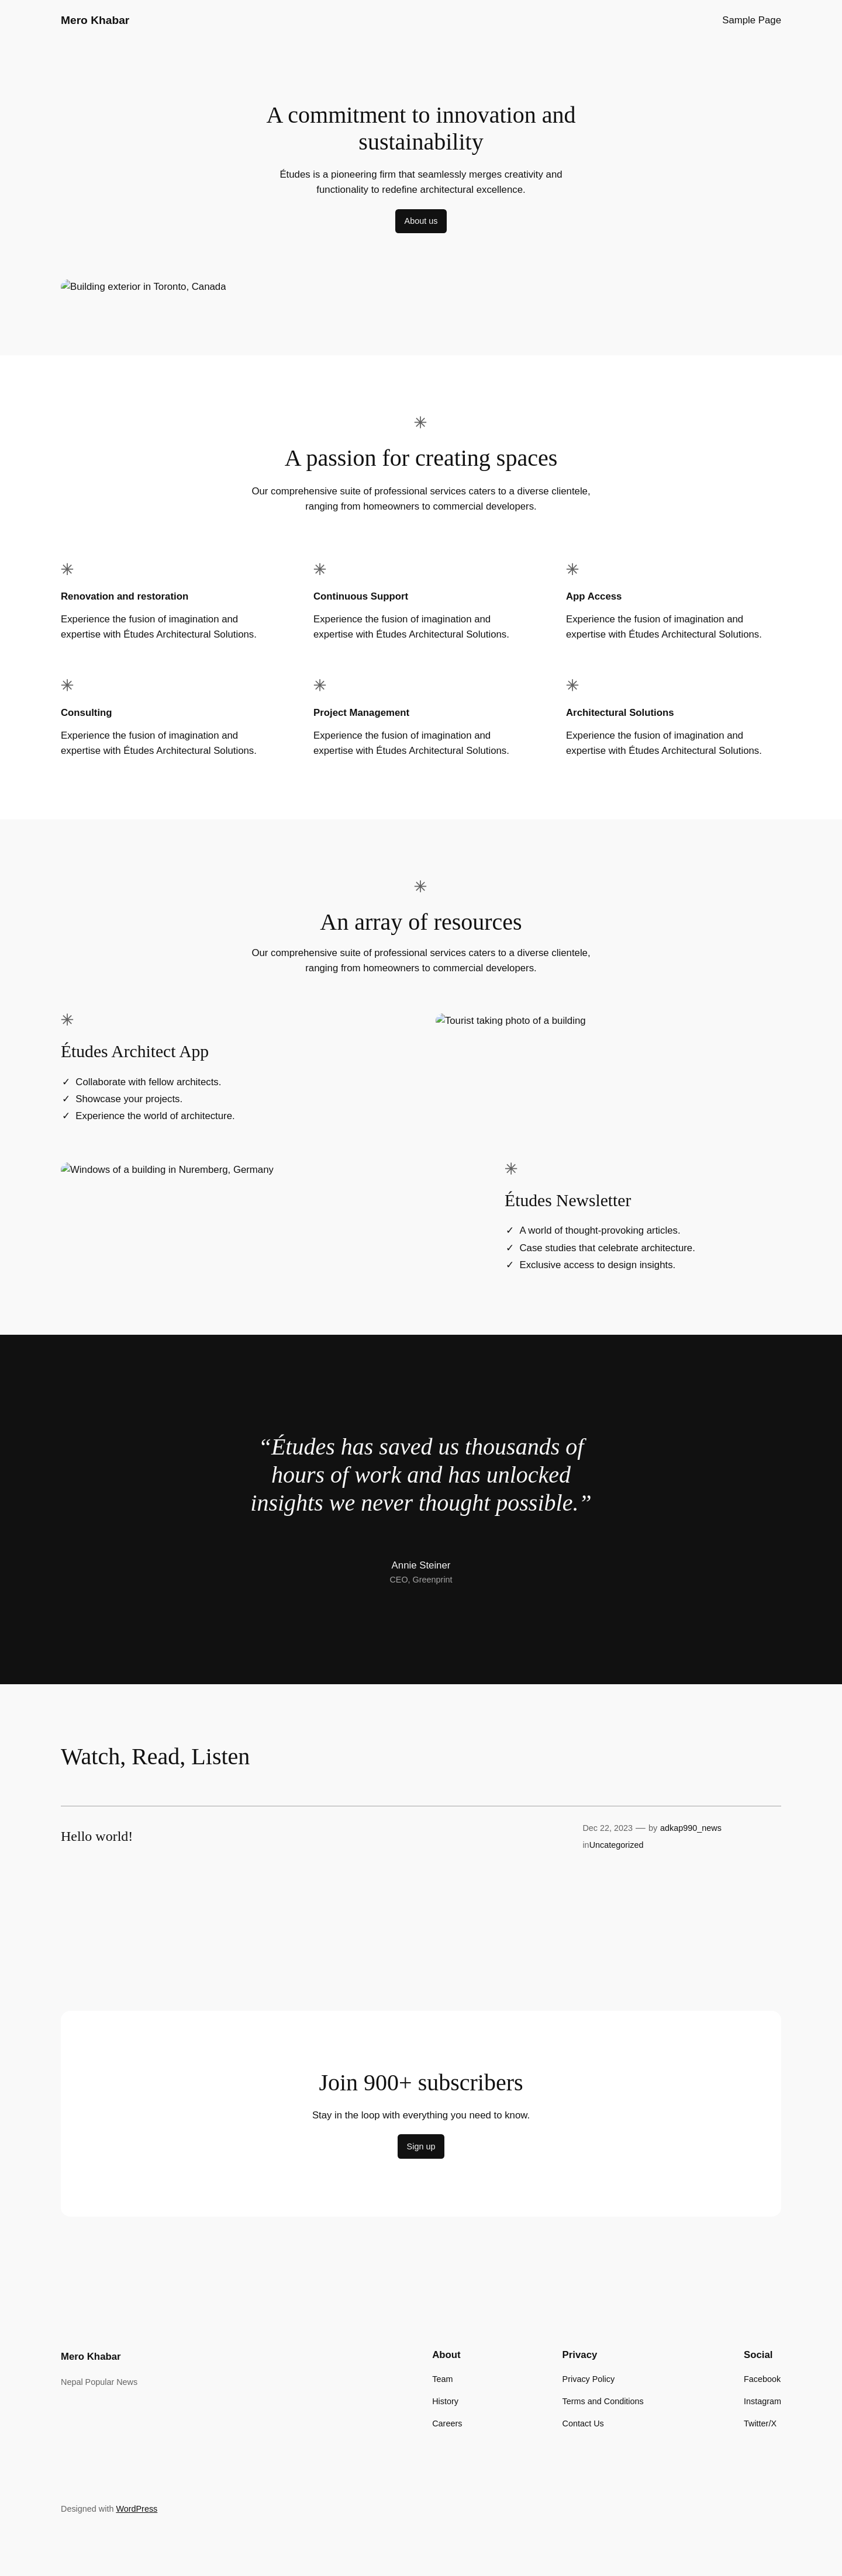 Mero Khabar
Sample Page
A commitment to innovation and
sustainability
Études is a pioneering firm that seamlessly merges creativity and
functionality to redefine architectural excellence.
About us
Building exterior in Toronto, Canada
A passion for creating spaces
Our comprehensive suite of professional services caters to a diverse clientele,
ranging from homeowners to commercial developers.
Renovation and restoration
Experience the fusion of imagination and
expertise with Études Architectural Solutions.
Continuous Support
Experience the fusion of imagination and
expertise with Études Architectural Solutions.
App Access
Experience the fusion of imagination and
expertise with Études Architectural Solutions.
Consulting
Experience the fusion of imagination and
expertise with Études Architectural Solutions.
Project Management
Experience the fusion of imagination and
expertise with Études Architectural Solutions.
Architectural Solutions
Experience the fusion of imagination and
expertise with Études Architectural Solutions.
An array of resources
Our comprehensive suite of professional services caters to a diverse clientele,
ranging from homeowners to commercial developers.
Études Architect App
✓ Collaborate with fellow architects.
✓ Showcase your projects.
✓ Experience the world of architecture.
Tourist taking photo of a building
Windows of a building in Nuremberg, Germany
Études Newsletter
✓ A world of thought-provoking articles.
✓ Case studies that celebrate architecture.
✓ Exclusive access to design insights.
“Études has saved us thousands of
hours of work and has unlocked
insights we never thought possible.”
Annie Steiner
CEO, Greenprint
Watch, Read, Listen
Hello world!
Dec 22, 2023 — by adkap990_news
inUncategorized
Join 900+ subscribers
Stay in the loop with everything you need to know.
Sign up
Mero Khabar
Nepal Popular News
About
Team
History
Careers
Privacy
Privacy Policy
Terms and Conditions
Contact Us
Social
Facebook
Instagram
Twitter/X
Designed with WordPress